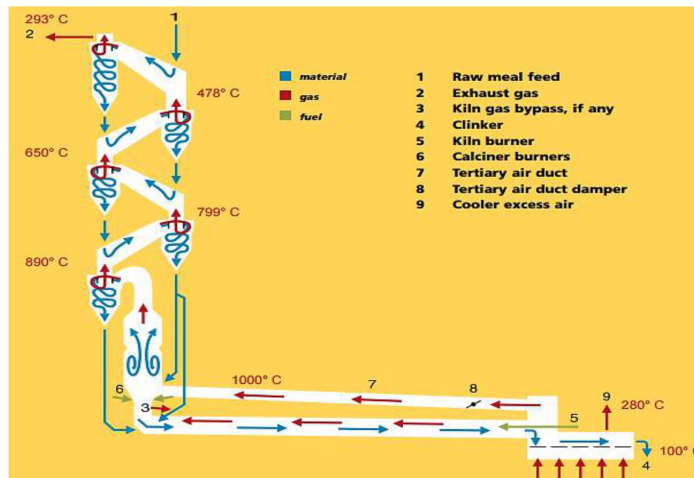 293° C
2
1
478° C
650° C
799° C
890° C
material
gas
fuel
1 Raw meal feed
2 Exhaust gas
3 Kiln gas bypass, if any
4 Clinker
5 Kiln burner
6 Calciner burners
7 Tertiary air duct
8 Tertiary air duct damper
9 Cooler excess air
6
3
1000° C
7
8
9
280° C
5
100° C
4